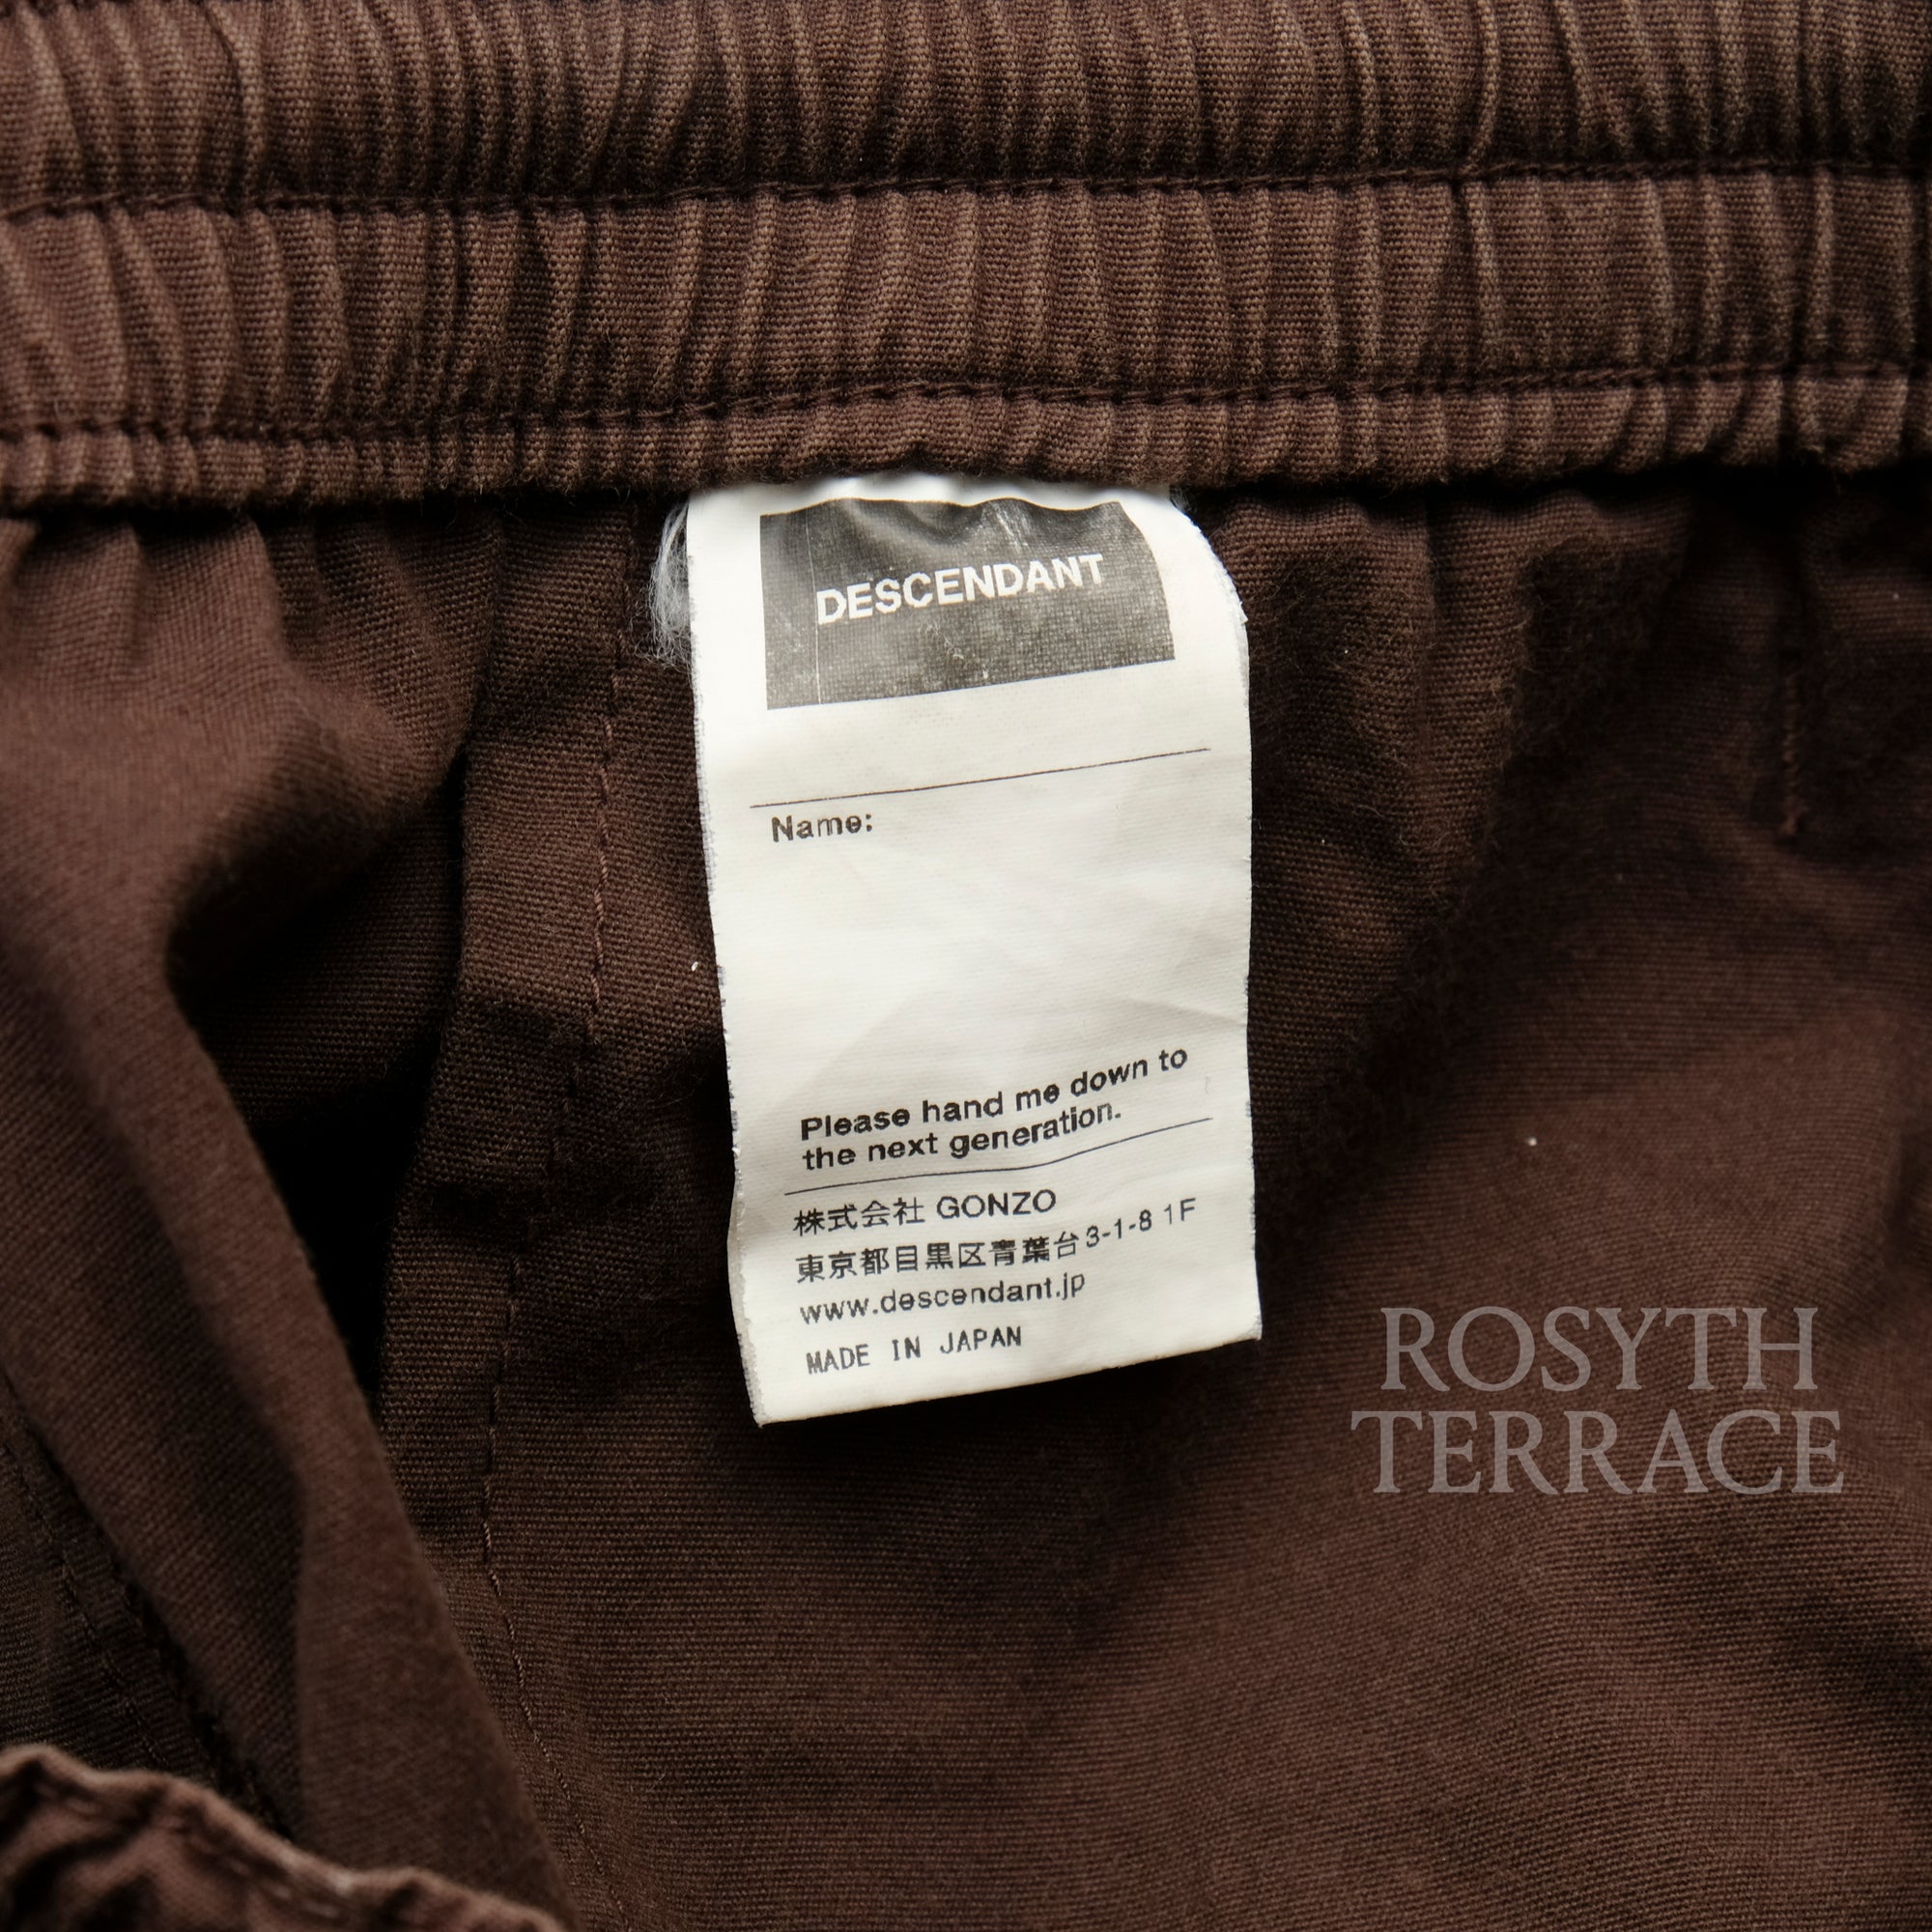 DESCENDANT
Name:
Please hand me down to
the next generation.
株式会社 GONZO
東京都目黒区青葉台3-1-8 1F
www.descendant.jp
MADE IN JAPAN
ROSYTH
TERRACE